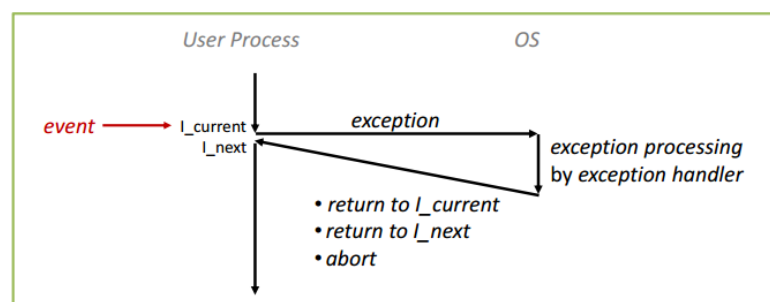 User Process
OS
event
I_current
exception
I_next
exception processing
by exception handler
• return to I_current
• return to I_next
• abort